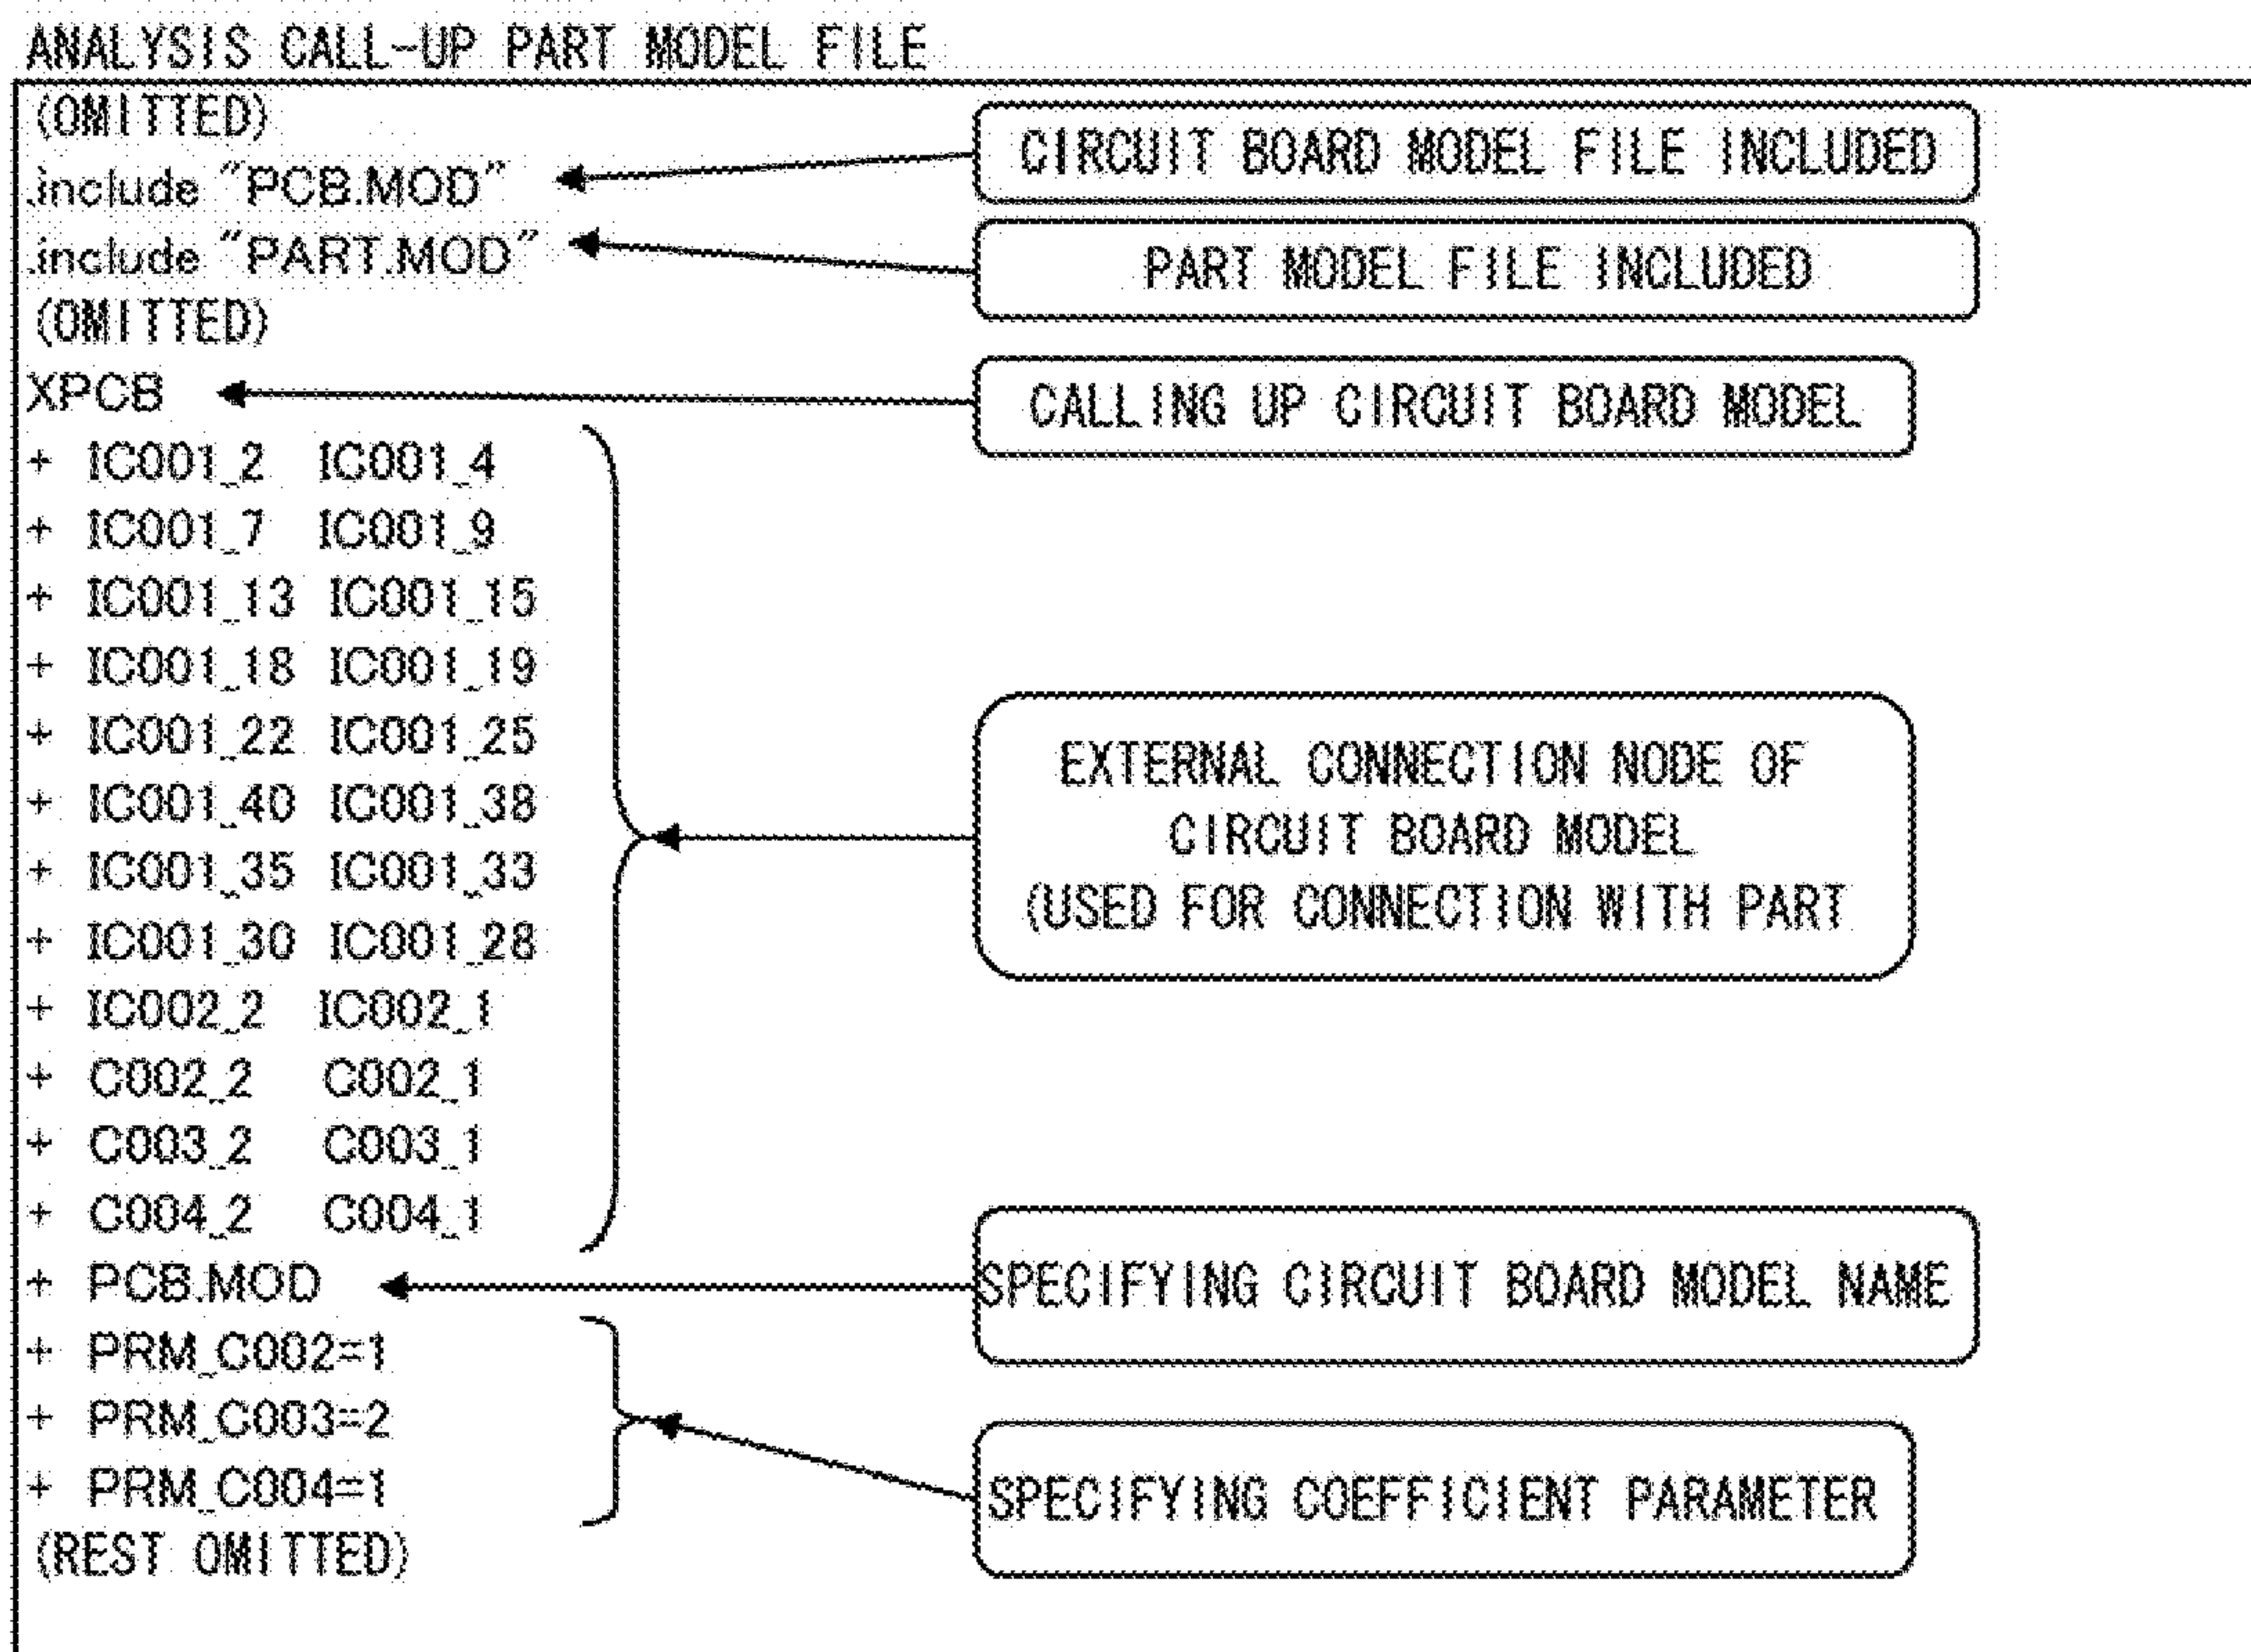 ANALYSIS CALL-UP PART MODEL FILE
(OMITTED)
.include "PCB.MOD"
CIRCUIT BOARD MODEL FILE INCLUDED
.include "PART.MOD"
PART MODEL FILE INCLUDED
(OMITTED)
XPCB
CALLING UP CIRCUIT BOARD MODEL
+ IC001_2 IC001_4
+ IC001_7 IC001_9
+ IC001_13 IC001_15
+ IC001_18 IC001_19
+ IC001_22 IC001_25
+ IC001_40 IC001_38
+ IC001_35 IC001_33
+ IC001_30 IC001_28
+ IC002_2 IC002_1
+ C002_2 C002_1
+ C003_2 C003_1
+ C004_2 C004_1
EXTERNAL CONNECTION NODE OF
CIRCUIT BOARD MODEL
(USED FOR CONNECTION WITH PART
+ PCB.MOD
SPECIFYING CIRCUIT BOARD MODEL NAME
+ PRM_C002=1
+ PRM_C003=2
+ PRM_C004=1
SPECIFYING COEFFICIENT PARAMETER
(REST OMITTED)